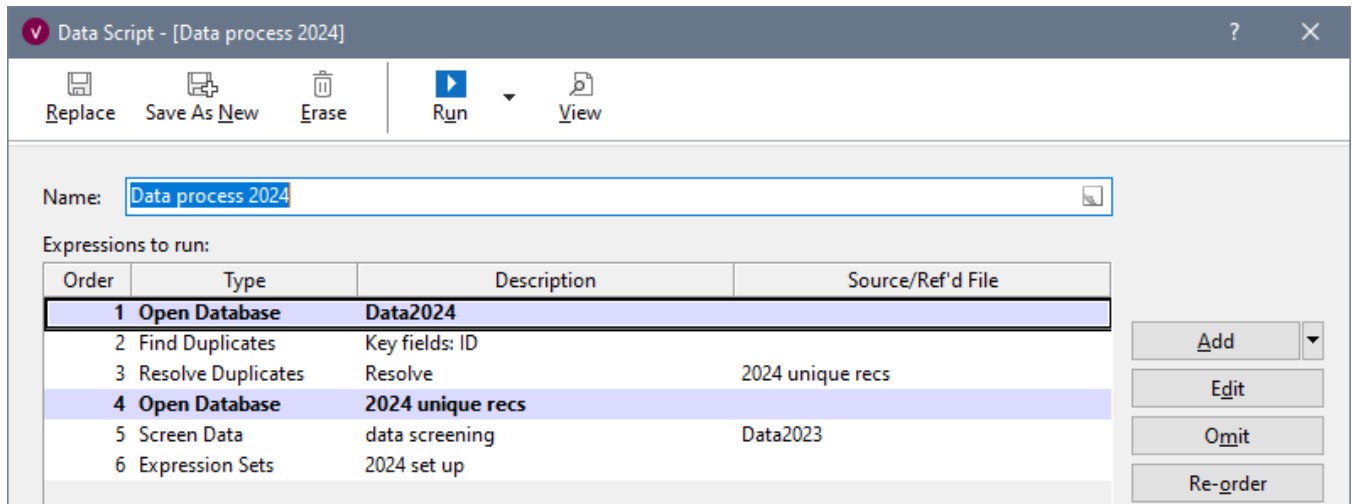 Data Script - [Data process 2024] ?
Replace Save As New Erase Run View
Name: Data process 2024
Expressions to run:
Order Type Description Source/Ref'd File
1 Open Database Data2024
2 Find Duplicates Key fields: ID
Add
3 Resolve Duplicates Resolve 2024 unique recs
Edit
4 Open Database 2024 unique recs
5 Screen Data data screening Data2023
Omit
6 Expression Sets 2024 set up
Re-order